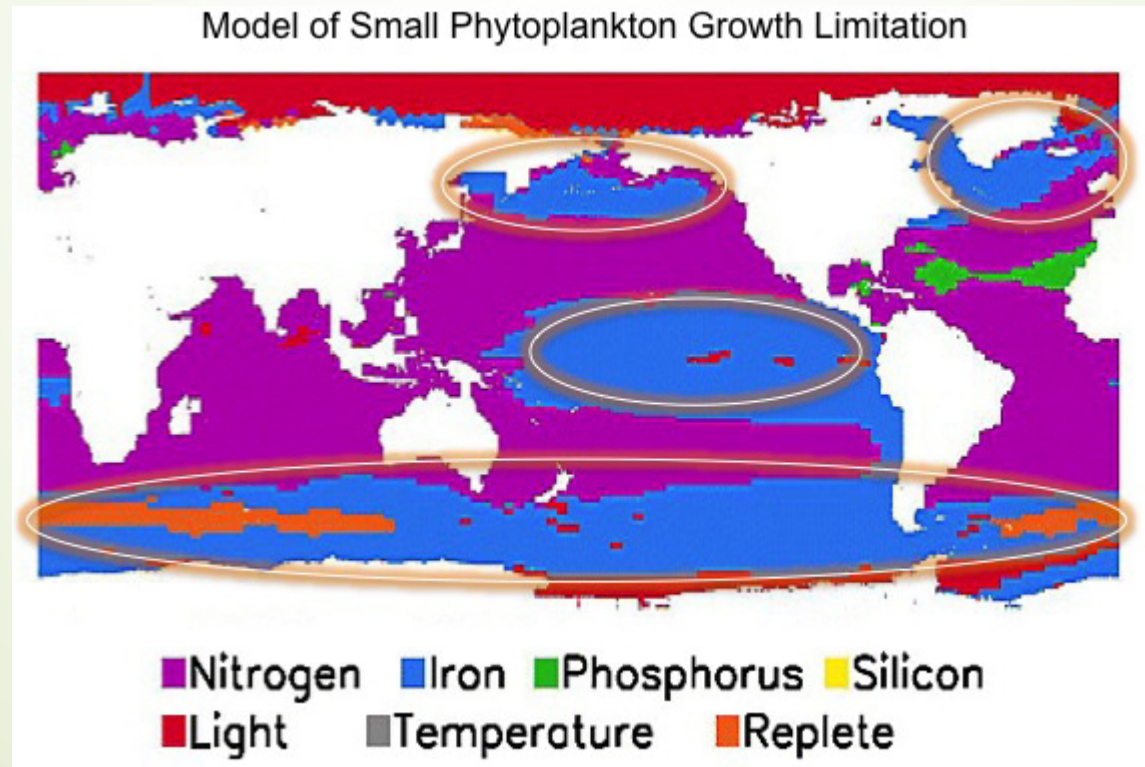 Model of Small Phytoplankton Growth Limitation
Nitrogen Iron Phosphorus Silicon
Light Temperature Replete